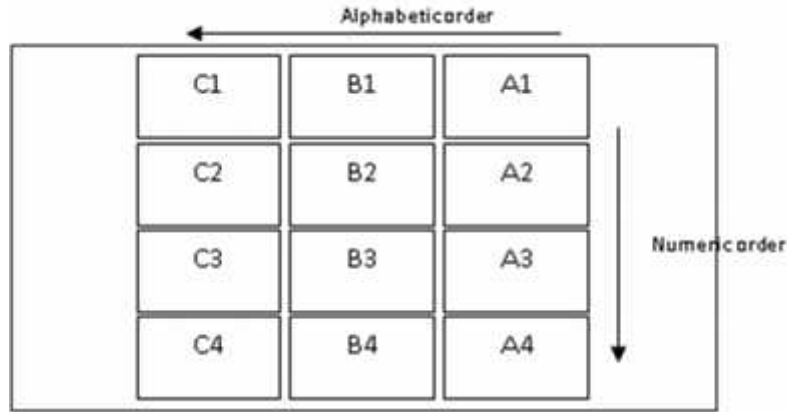 Alphabeticorder
C1 B1 A1
C2 B2 A2
Numericorder
C3 B3 A3
C4 B4 A4